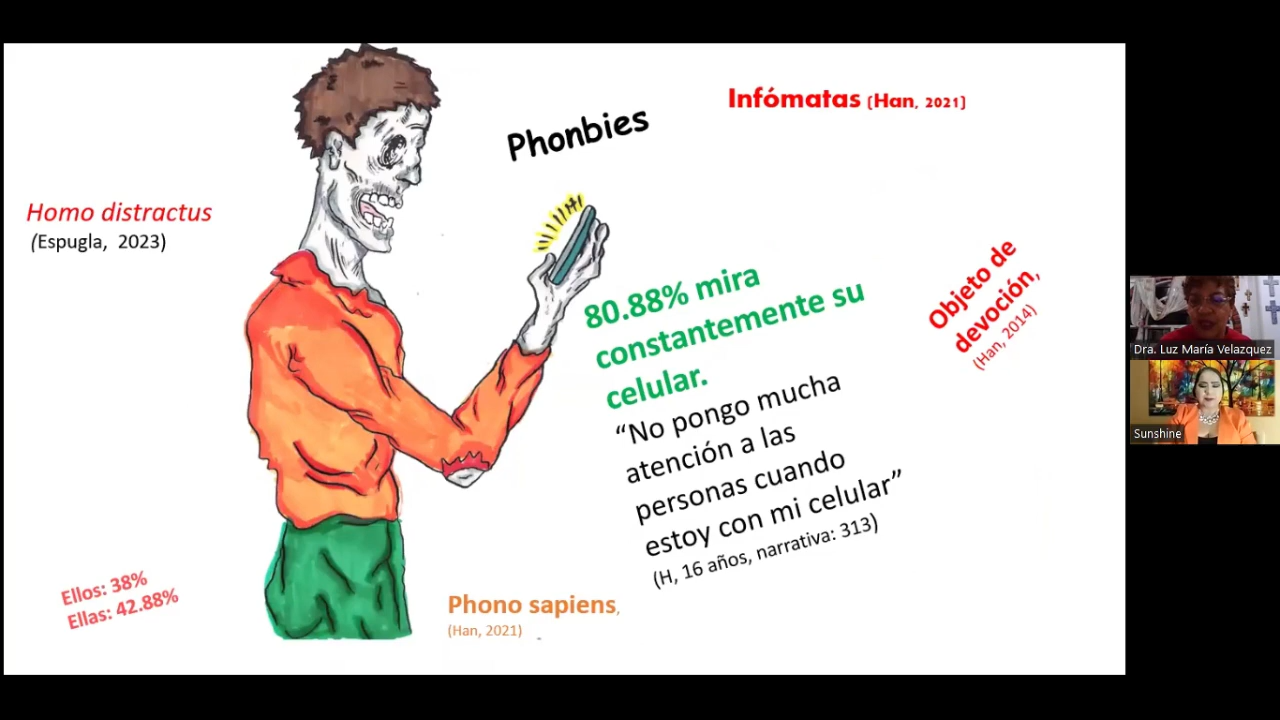 Infómatas (Han, 2021)
Phonbies
Homo distractus
(Espugla, 2023)
80.88% mira
constantemente su
celular.
“No pongo mucha
atención a las
personas cuando
estoy con mi celular”
(H, 16 años, narrativa: 313)
Objeto de
devoción,
(Han, 2014)
Ellos: 38%
Ellas: 42.88%
Phono sapiens,
(Han, 2021)
Dra. Luz María Velazquez
Sunshine